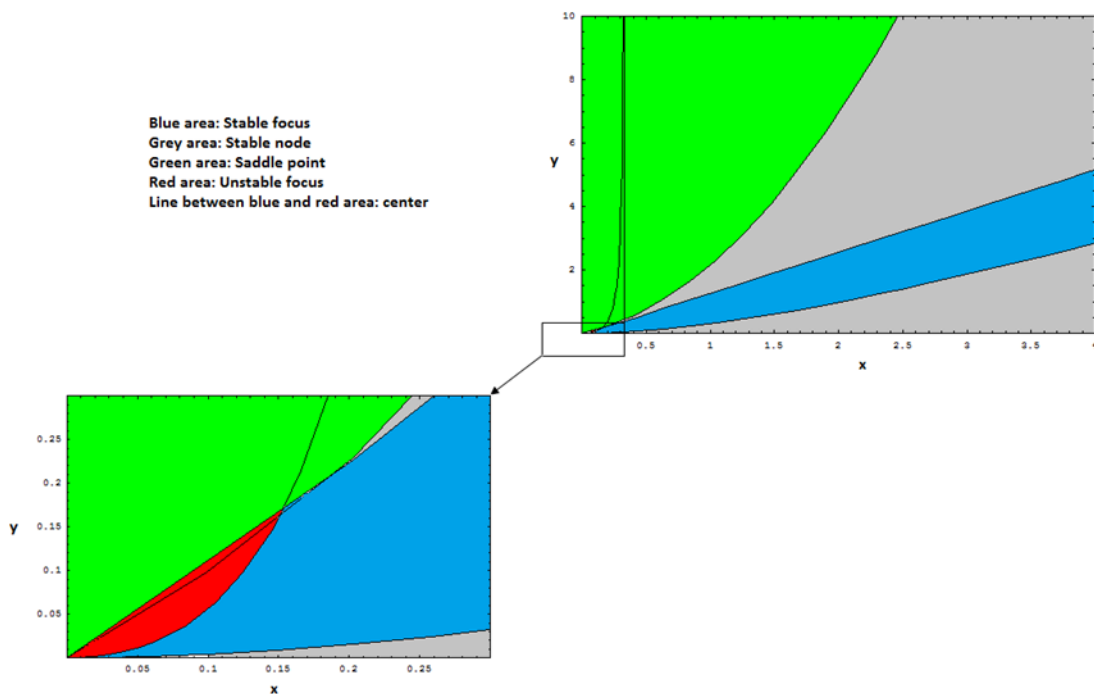 Blue area: Stable focus
Grey area: Stable node
Green area: Saddle point
Red area: Unstable focus
Line between blue and red area: center
10
8
6
y
4
2
0.5 1 1.5 2 2.5 3 3.5 4
x
0.25
0.2
y
0.15
0.1
0.05
0.05 0.1 0.15 0.2 0.25
x